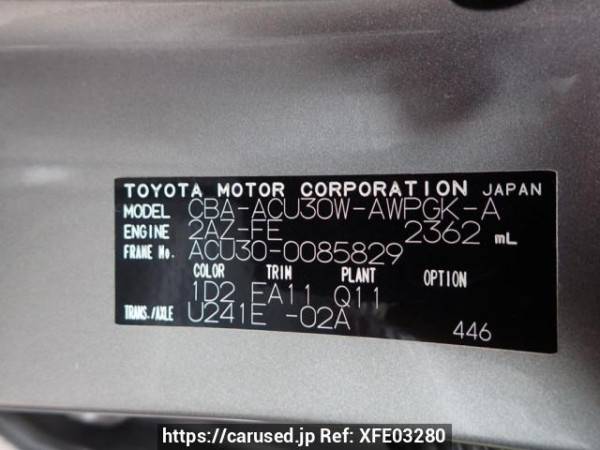 TOYOTA MOTOR CORPORATION JAPAN
MODEL CBA-ACU30W-AWPGK-A
ENGINE 2AZ-FE 2362 mL
FRAME No. ACU30-0085829
COLOR TRIM PLANT OPTION
1D2 EA11 Q11
TRANS./AXLE U241E -02A
446
https://carused.jp Ref: XFE03280